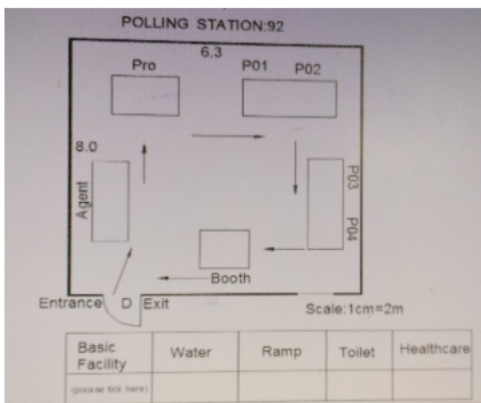 POLLING STATION:92
6.3
Pro P01 P02
8.0
Agent
P03
P04
Booth
Entrance D Exit
Scale:1cm=2m
Basic Facility Water Ramp Toilet Healthcare
(please tick here)